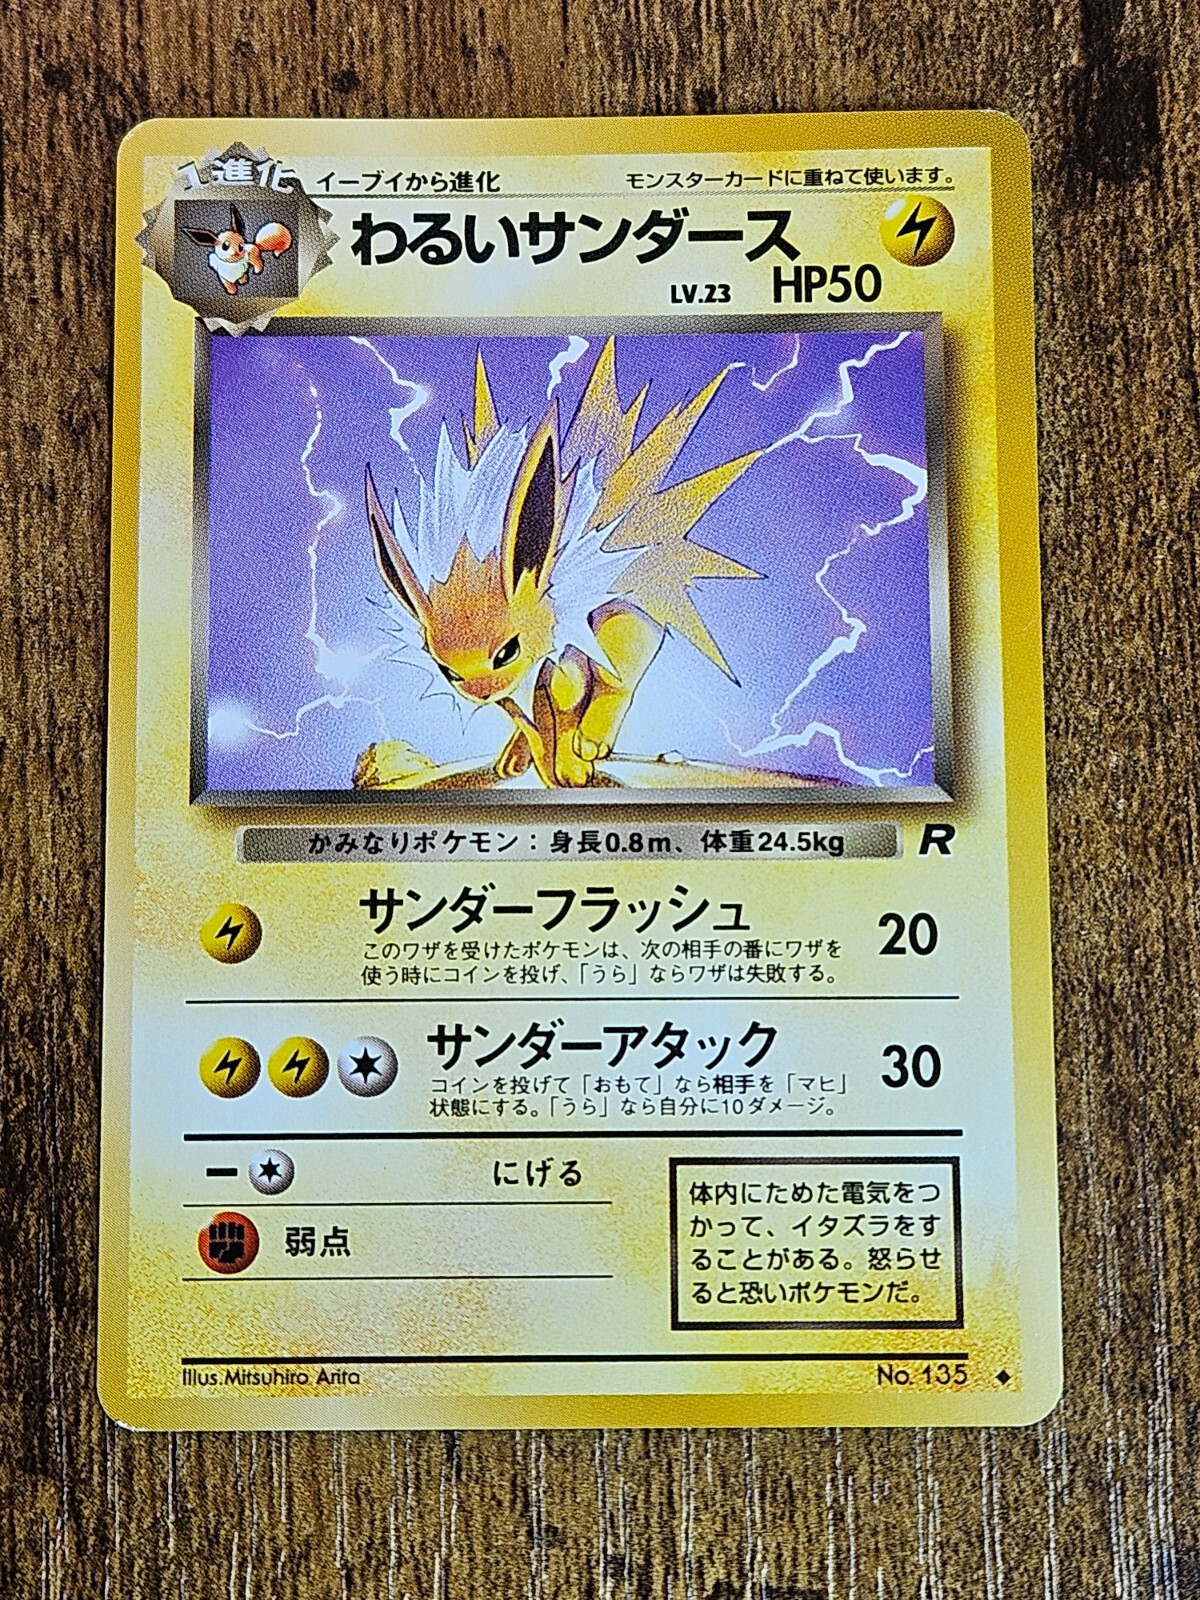 1進化
イーブイから進化
モンスターカードに重ねて使います。
わるいサンダース
LV.23 HP50
かみなりポケモン:身長0.8m、体重24.5kg
R
サンダーフラッシュ 20
このワザを受けたポケモンは、次の相手の番にワザを
使う時にコインを投げ、「うら」ならワザは失敗する。
サンダーアタック 30
コインを投げて「おもて」なら相手を「マヒ」
状態にする。「うら」なら自分に10ダメージ。
にげる
弱点
体内にためた電気をつ
かって、イタズラをす
ることがある。怒らせ
ると恐いポケモンだ。
Illus.Mitsuhiro Arita
No. 135